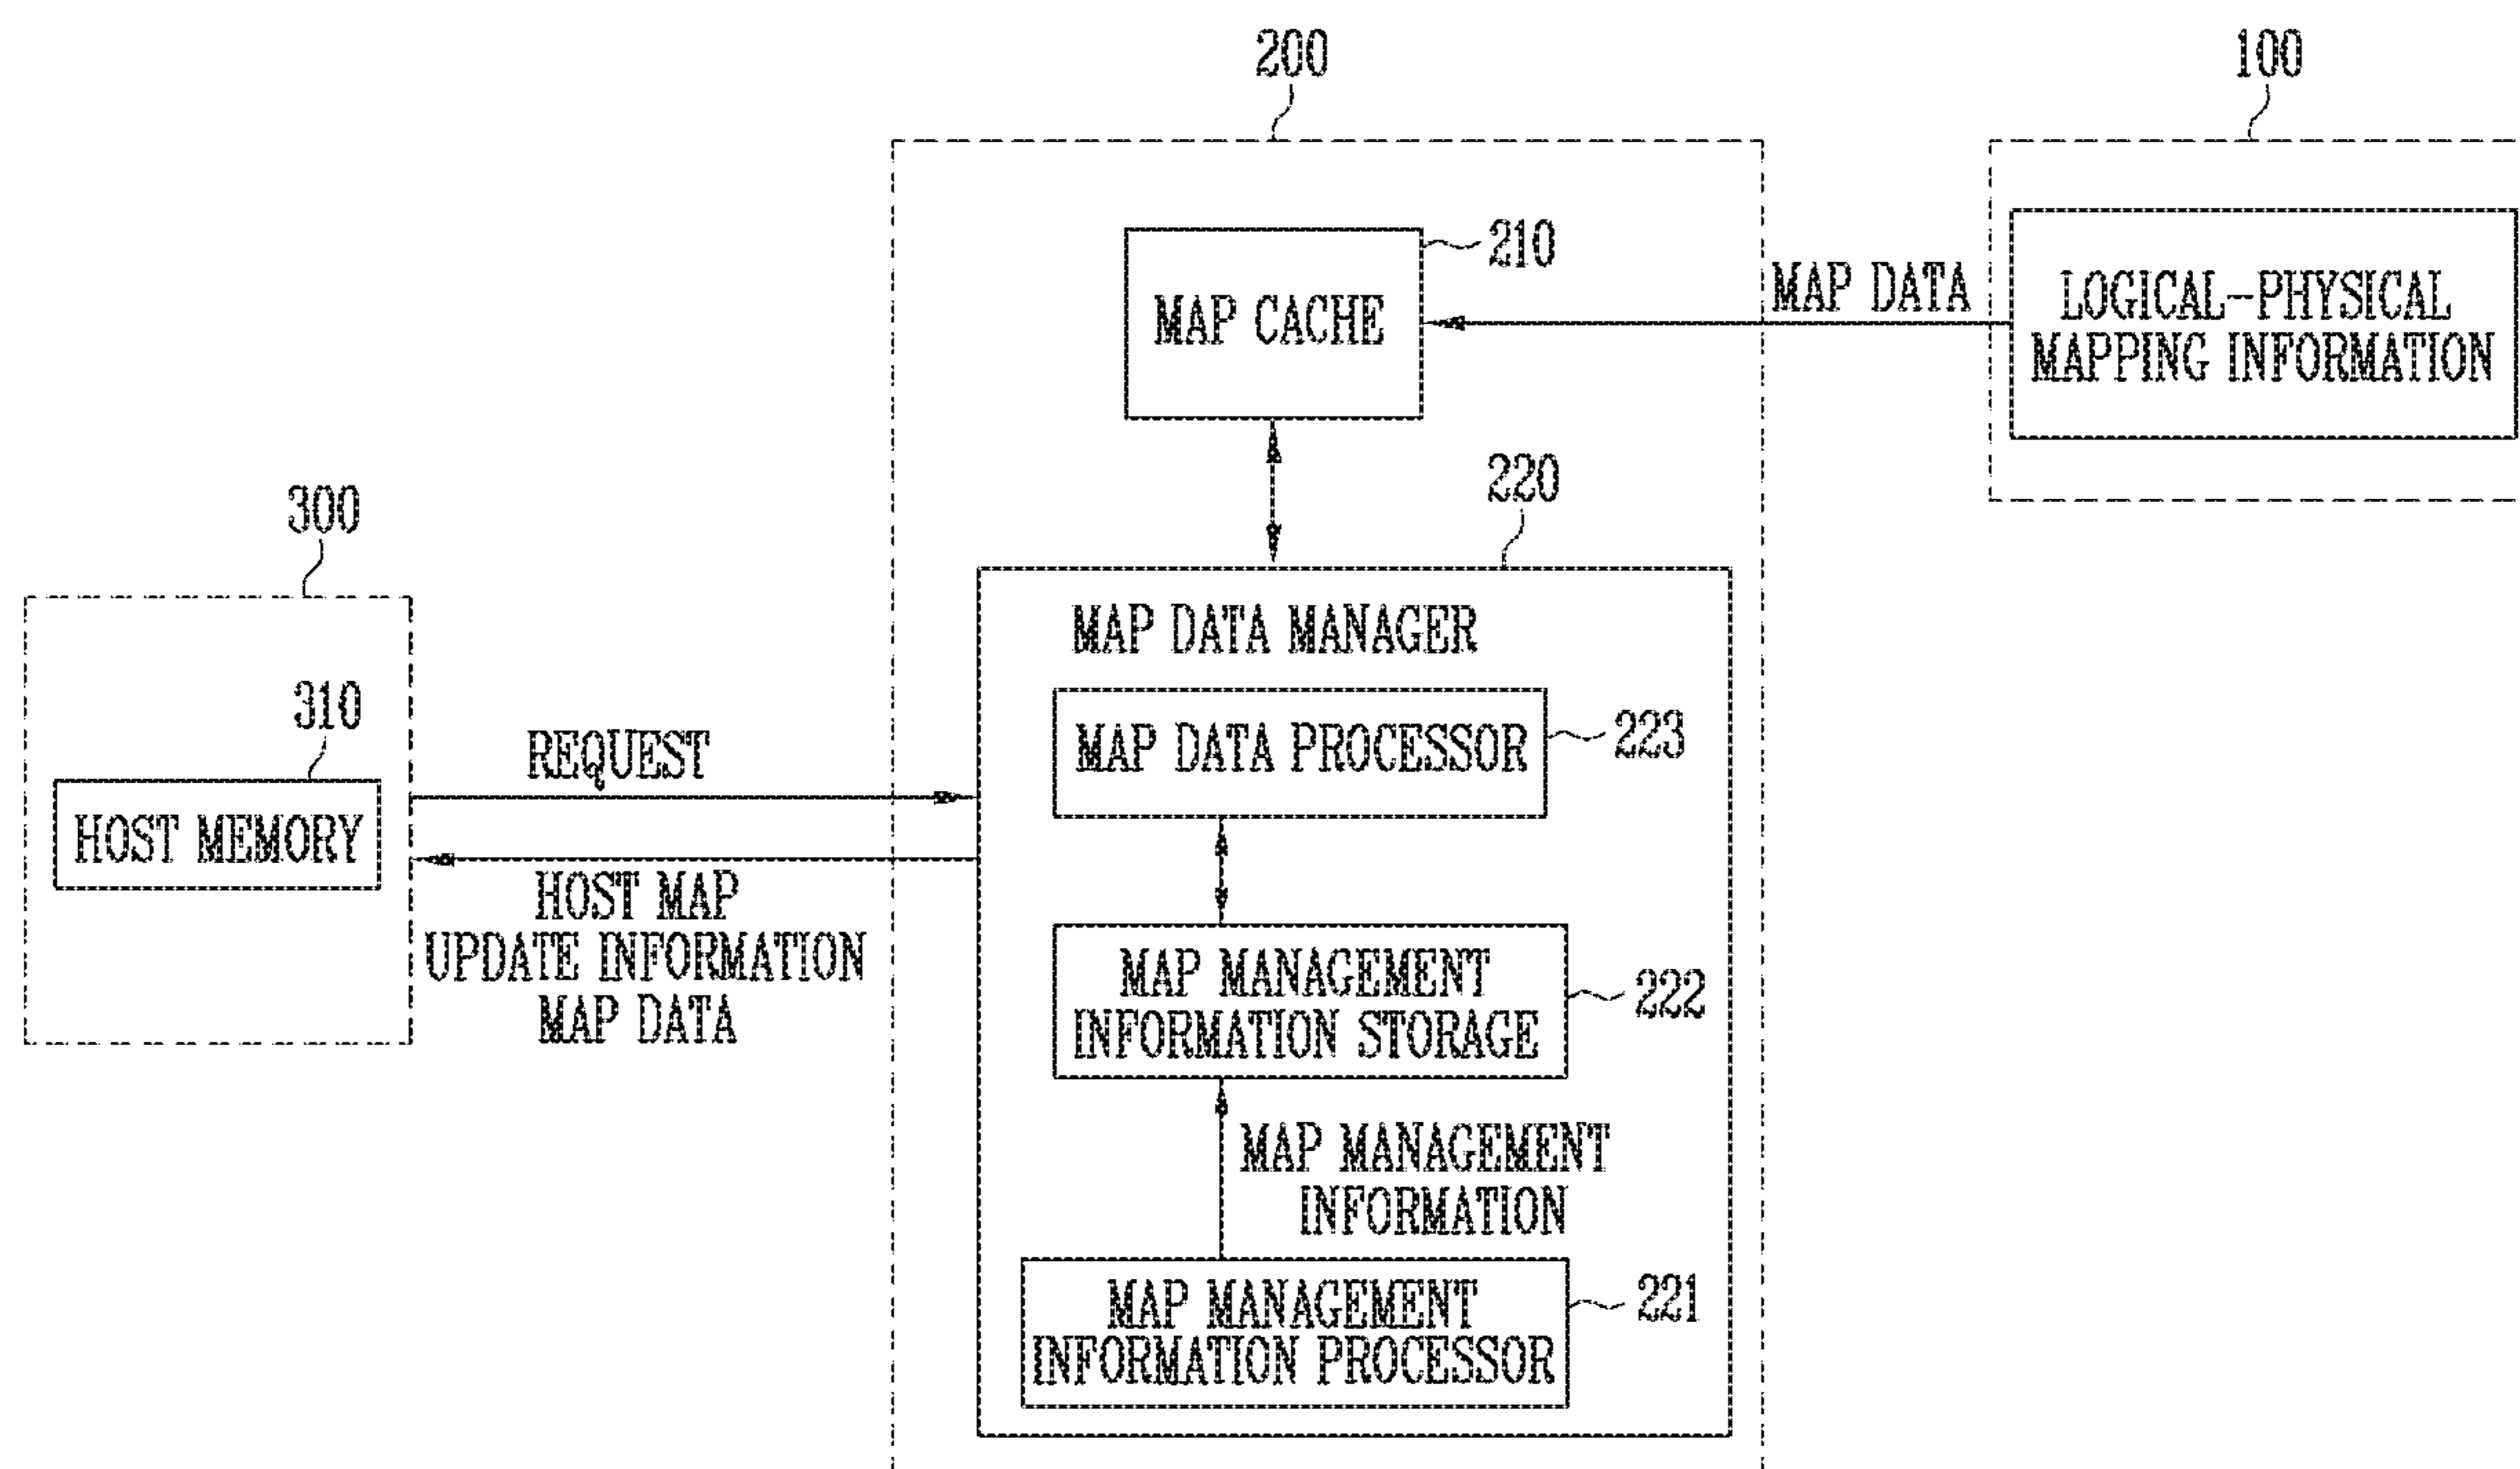 200
100
210
MAP CACHE
MAP DATA
LOGICAL-PHYSICAL
MAPPING INFORMATION
220
300
MAP DATA MANAGER
310
MAP DATA PROCESSOR
223
REQUEST
HOST MEMORY
HOST MAP
UPDATE INFORMATION
MAP DATA
MAP MANAGEMENT
INFORMATION STORAGE
222
MAP MANAGEMENT
INFORMATION
MAP MANAGEMENT
INFORMATION PROCESSOR
221